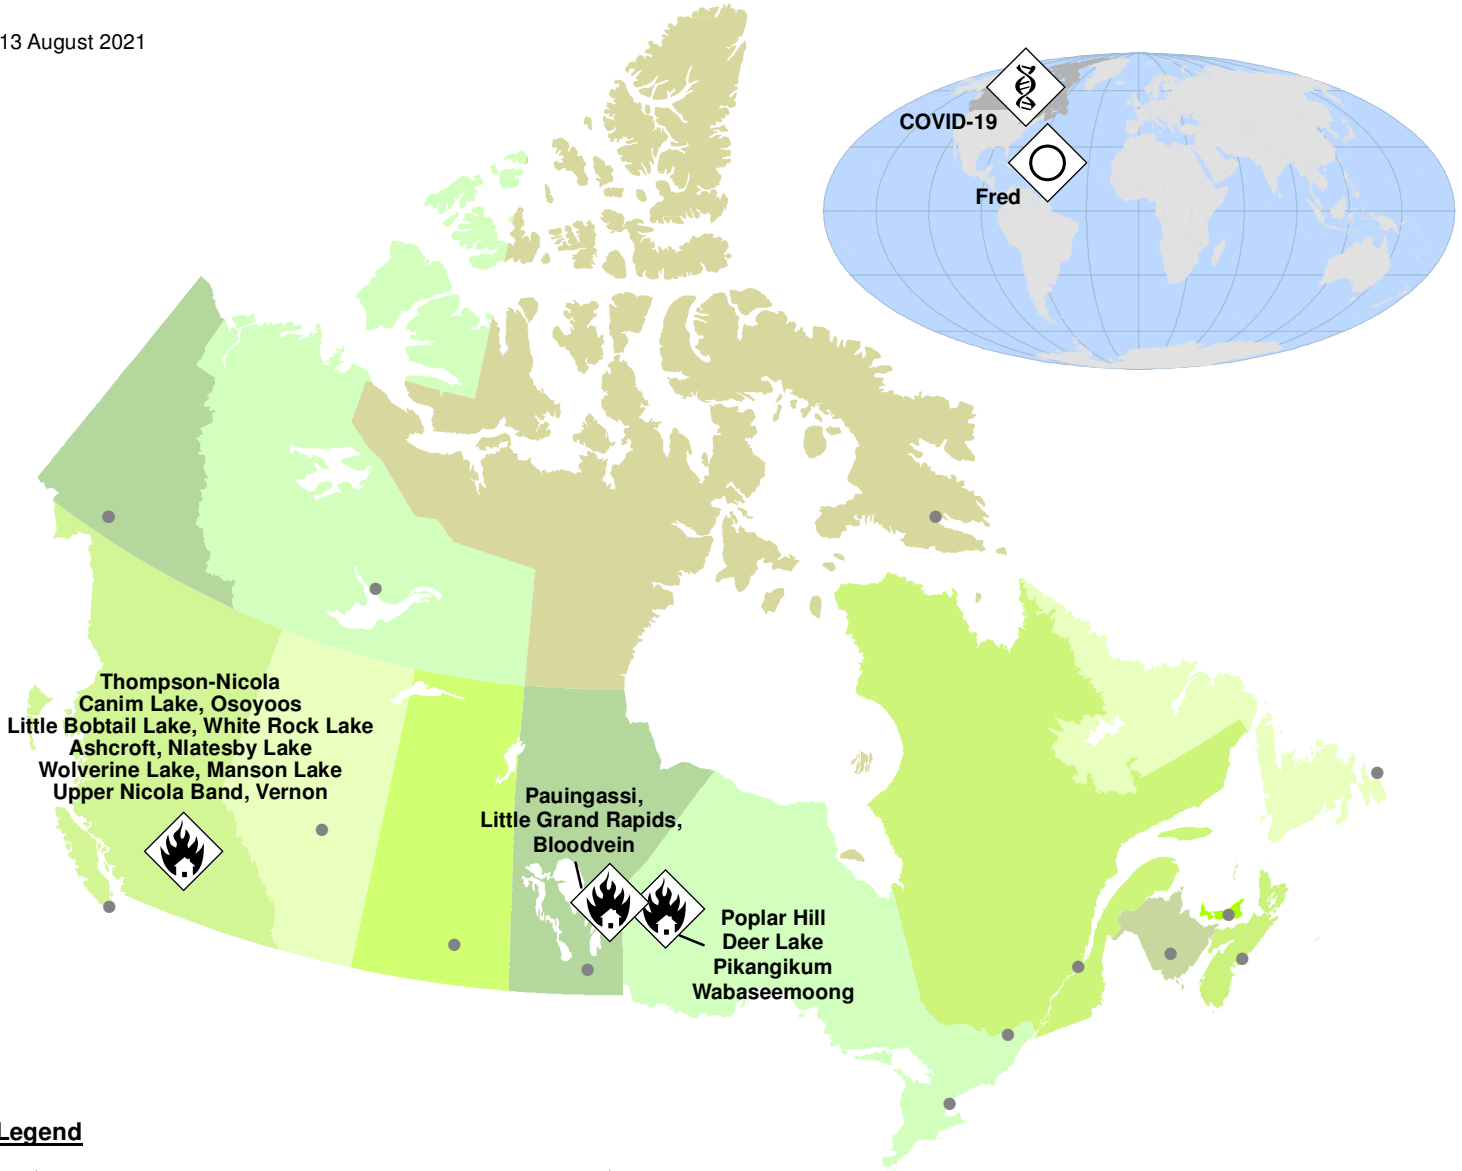 13 August 2021
COVID-19
Fred
Thompson-Nicola
Canim Lake, Osoyoos
Little Bobtail Lake, White Rock Lake
Ashcroft, Nlatesby Lake
Wolverine Lake, Manson Lake
Upper Nicola Band, Vernon
Pauingassi,
Little Grand Rapids,
Bloodvein
Poplar Hill
Deer Lake
Pikangikum
Wabaseemoong
Legend